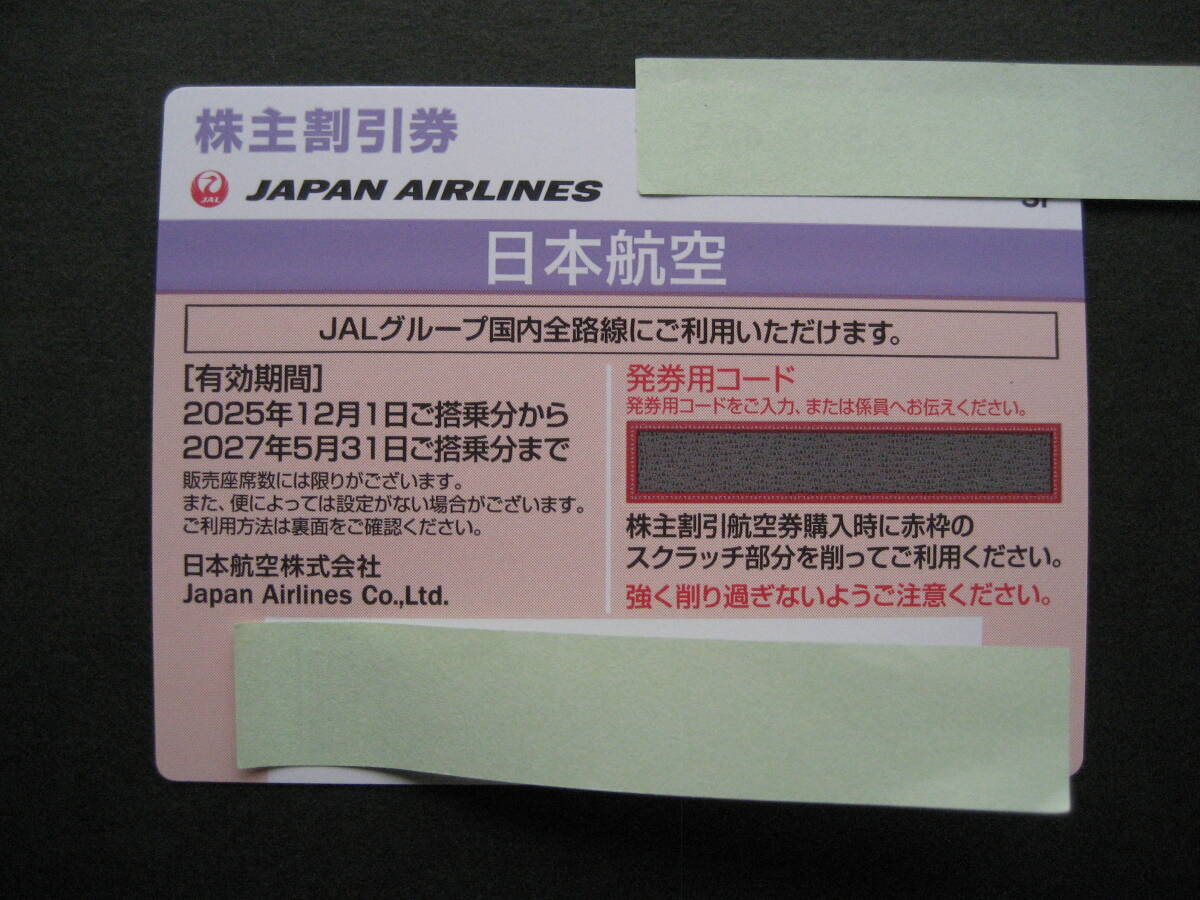 株主割引券
JAL JAPAN AIRLINES
日本航空
JALグループ国内全路線にご利用いただけます。
[有効期間]
2025年12月1日ご搭乗分から
2027年5月31日ご搭乗分まで
販売座席数には限りがございます。
また、便によっては設定がない場合がございます。
ご利用方法は裏面をご確認ください。
日本航空株式会社
Japan Airlines Co.,Ltd.
発券用コード
発券用コードをご入力、または係員へお伝えください。
株主割引航空券購入時に赤枠の
スクラッチ部分を削ってご利用ください。
強く削り過ぎないようご注意ください。